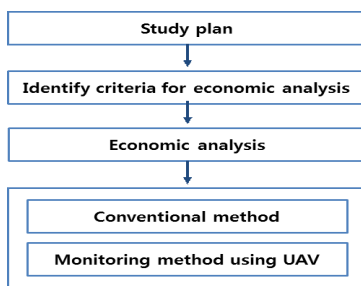 Study plan
Identify criteria for economic analysis
Economic analysis
Conventional method
Monitoring method using UAV